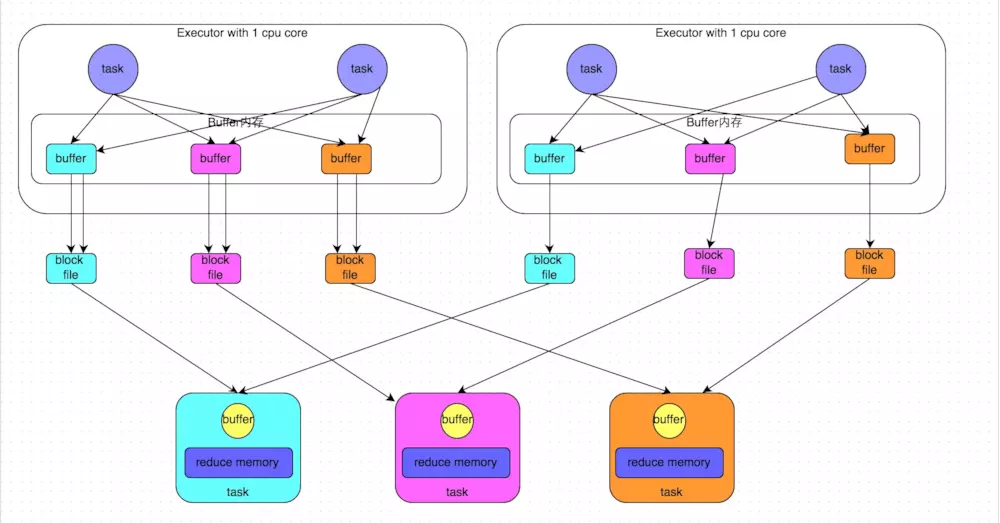 Executor with 1 cpu core
Executor with 1 cpu core
task
task
task
task
Buffer内存
Buffer内存
buffer
buffer
buffer
buffer
buffer
buffer
block
file
block
file
block
file
block
file
block
file
block
file
buffer
buffer
buffer
reduce memory
reduce memory
reduce memory
task
task
task